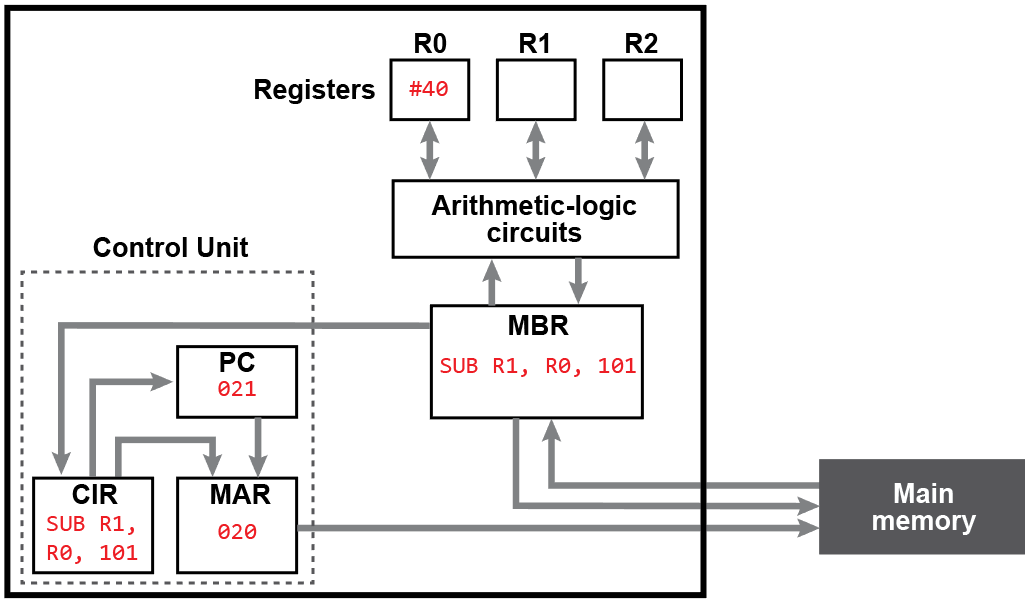 R0 R1 R2
Registers
#40
Arithmetic-logic
circuits
Control Unit
MBR
SUB R1, R0, 101
PC
021
CIR
SUB R1,
R0, 101
MAR
020
Main
memory